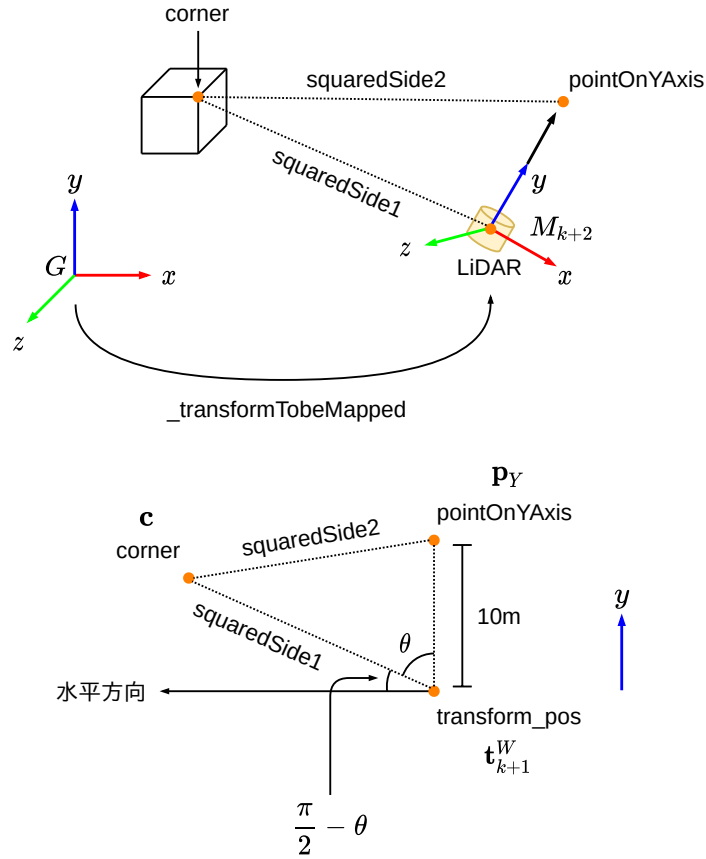 corner
squaredSide2
pointOnYAxis
squaredSide1
y
y
M_{k+2}
G
x
z
LiDAR
x
z
_transformTobeMapped
p_Y
pointOnYAxis
c
corner
squaredSide2
y
squaredSide1
θ
10m
水平方向
transform_pos
t^W_{k+1}
π/2 − θ